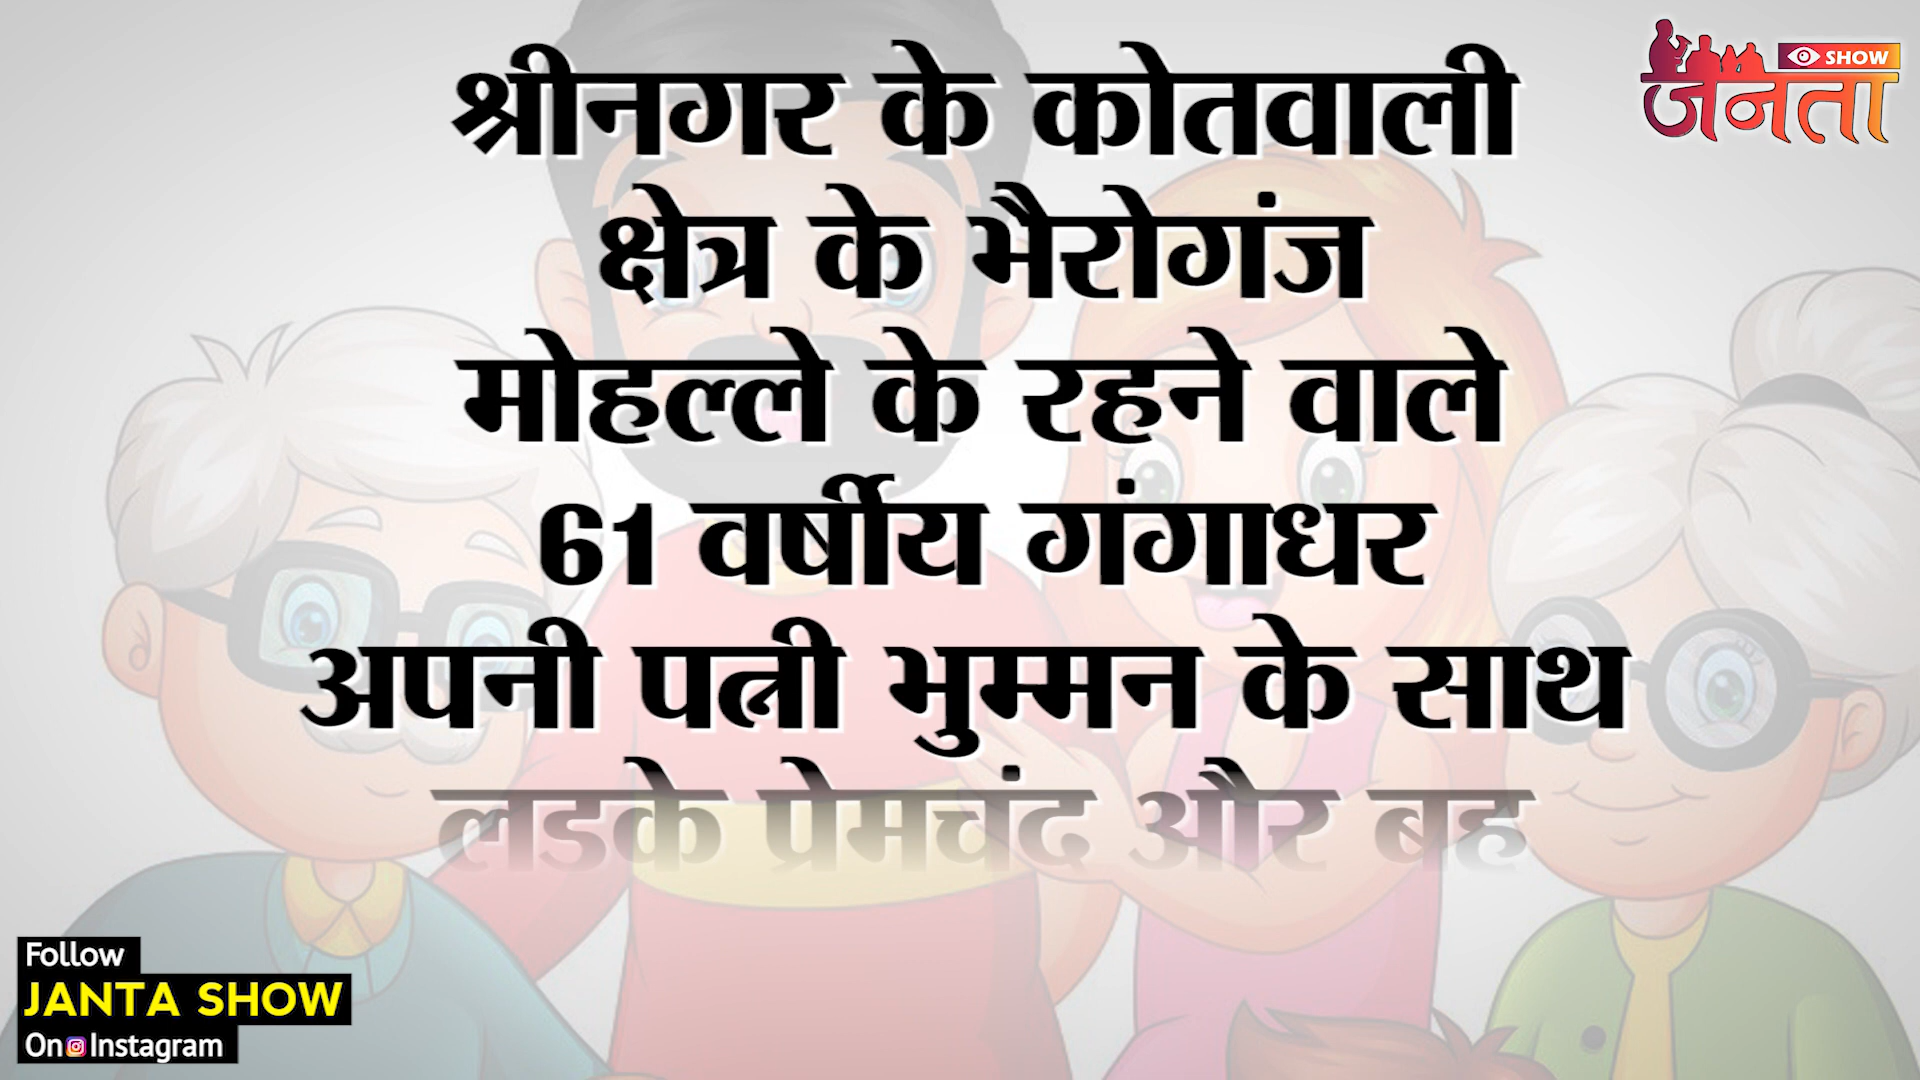 श्रीनगर के कोतवाली
क्षेत्र के भैरोगंज
मोहल्ले के रहने वाले
61 वर्षीय गंगाधर
अपनी पत्नी भुम्मन के साथ
लडके प्रेमचंद और बहू
SHOW
जनता
Follow
JANTA SHOW
On Instagram